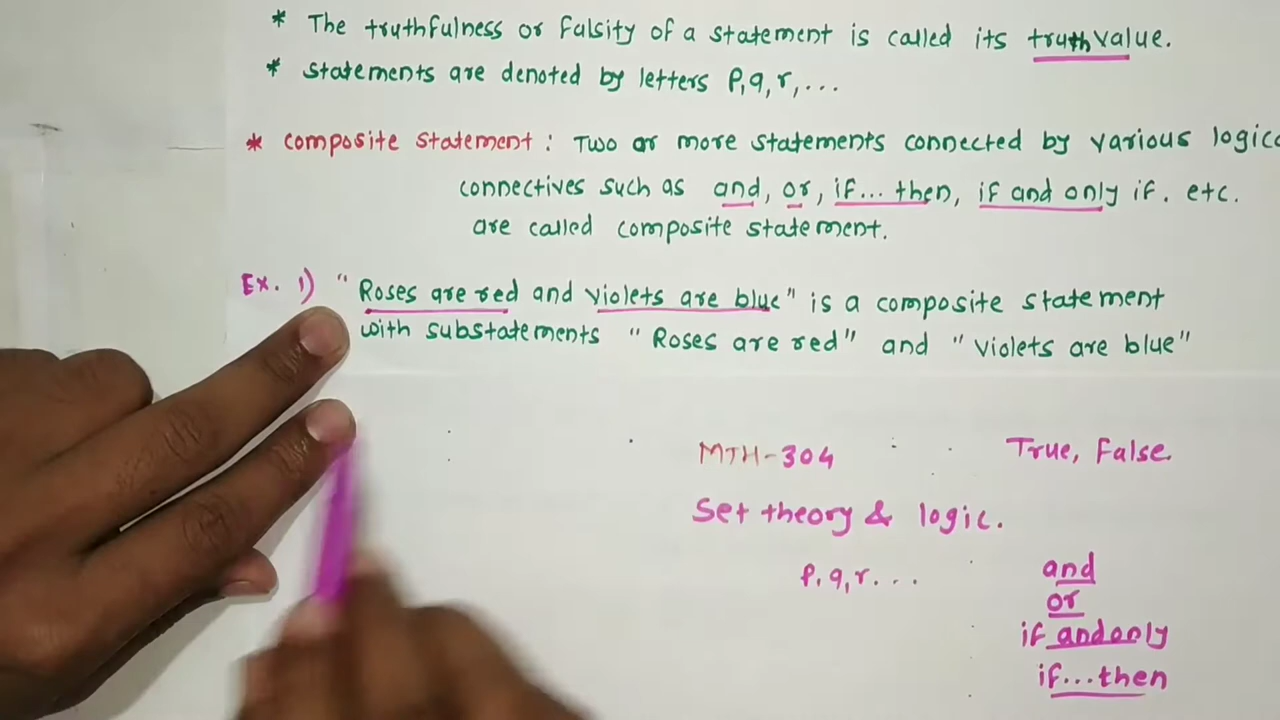 * The truthfulness or falsity of a statement is called its truth value.
* statements are denoted by letters P, q, r, ...
* composite statement : Two or more statements connected by various logic
connectives such as and, or, if... then, if and only if. etc.
are called composite statement.
Ex. 1) " Roses are red and violets are blue" is a composite statement
with substatements " Roses are red" and " violets are blue"
MTH-304 True, False.
Set theory & logic.
P, q, r... and
or
if and only
if...then